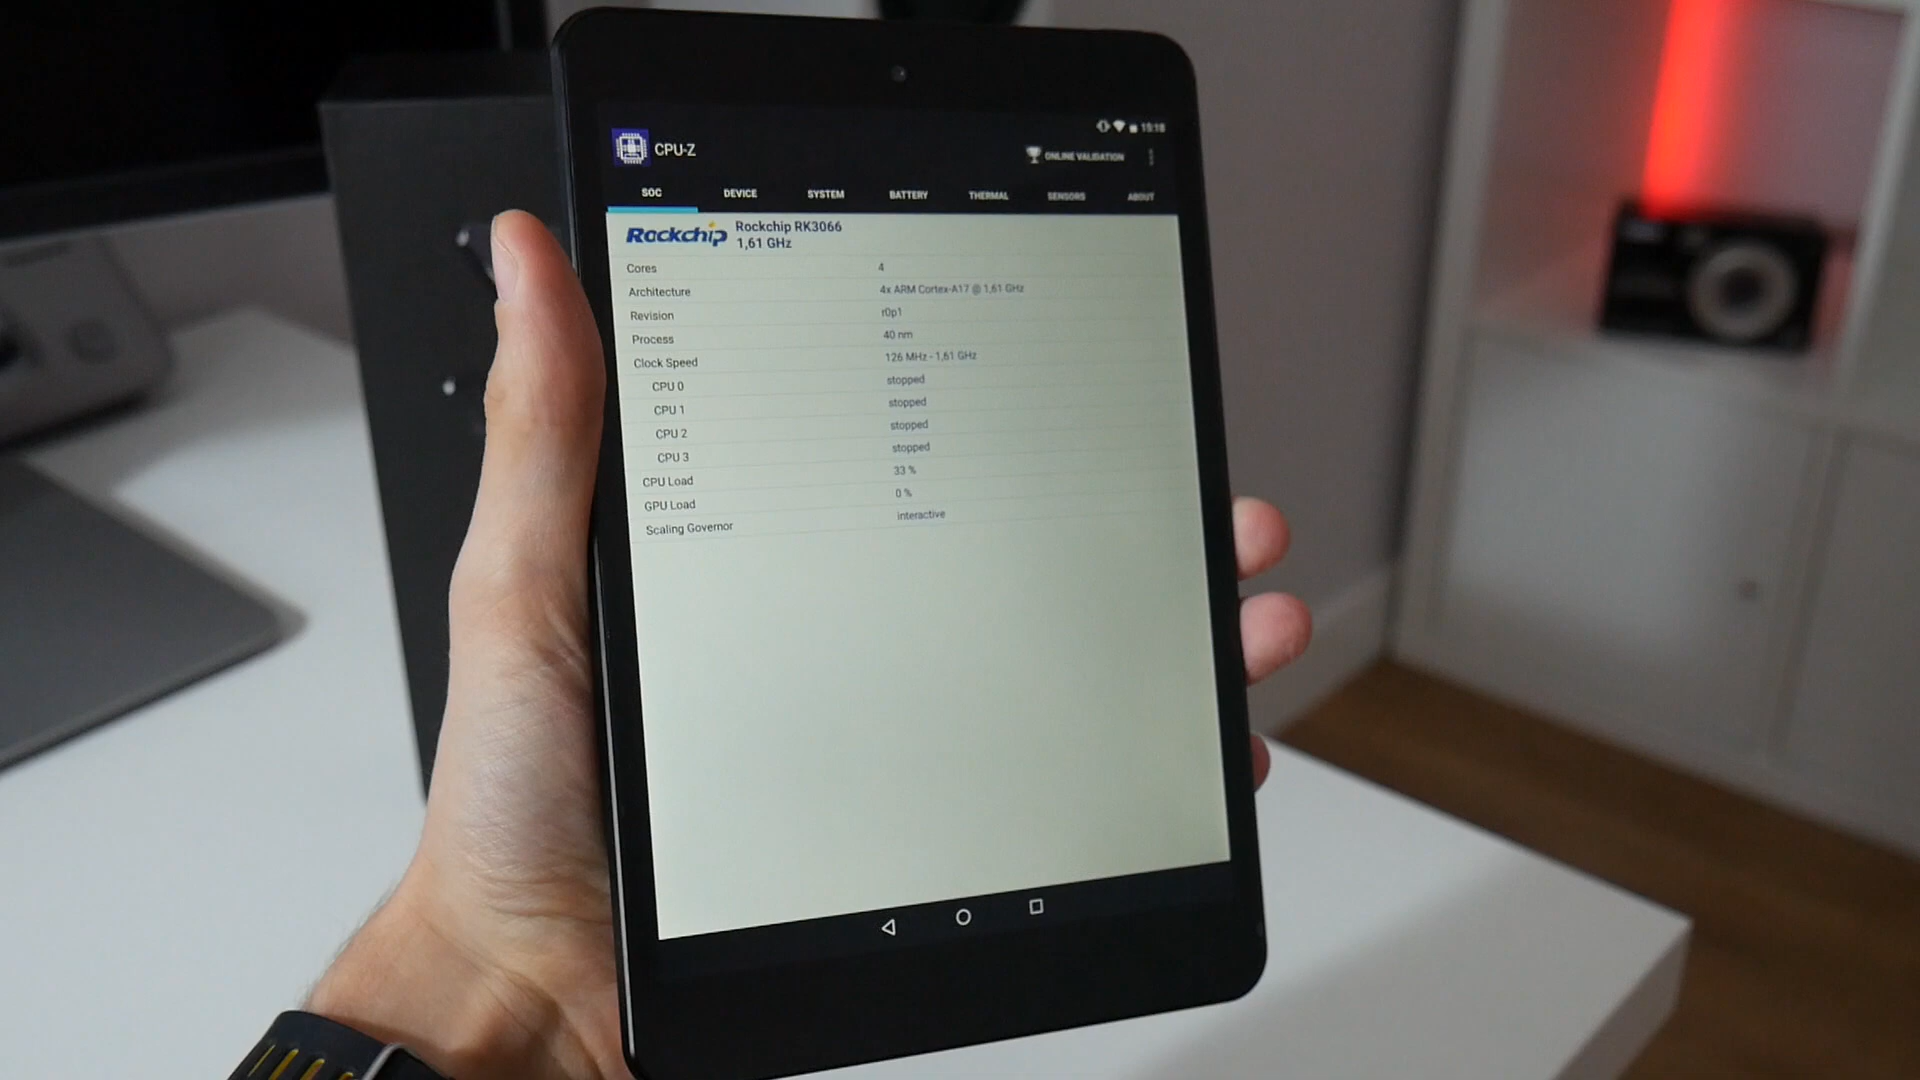 19:18
CPU-Z
ONLINE VALIDATION
SOC DEVICE SYSTEM BATTERY THERMAL SENSORS ABOUT
Rockchip Rockchip RK3066
1,61 GHz
Cores 4
Architecture 4x ARM Cortex-A17 @ 1,61 GHz
Revision r0p1
Process 40 nm
Clock Speed 126 MHz - 1,61 GHz
CPU 0 stopped
CPU 1 stopped
CPU 2 stopped
CPU 3 stopped
CPU Load 33 %
GPU Load 0 %
Scaling Governor interactive